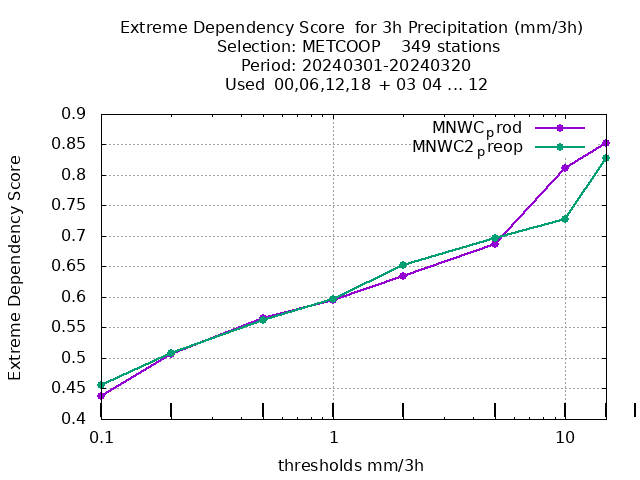 Extreme Dependency Score  for 3h Precipitation (mm/3h)
Selection: METCOOP    349 stations
Period: 20240301-20240320
Used  00,06,12,18 + 03 04 ... 12
MNWC_prod
MNWC2_preop
Extreme Dependency Score
0.9
0.85
0.8
0.75
0.7
0.65
0.6
0.55
0.5
0.45
0.4
0.1 1 10
thresholds mm/3h